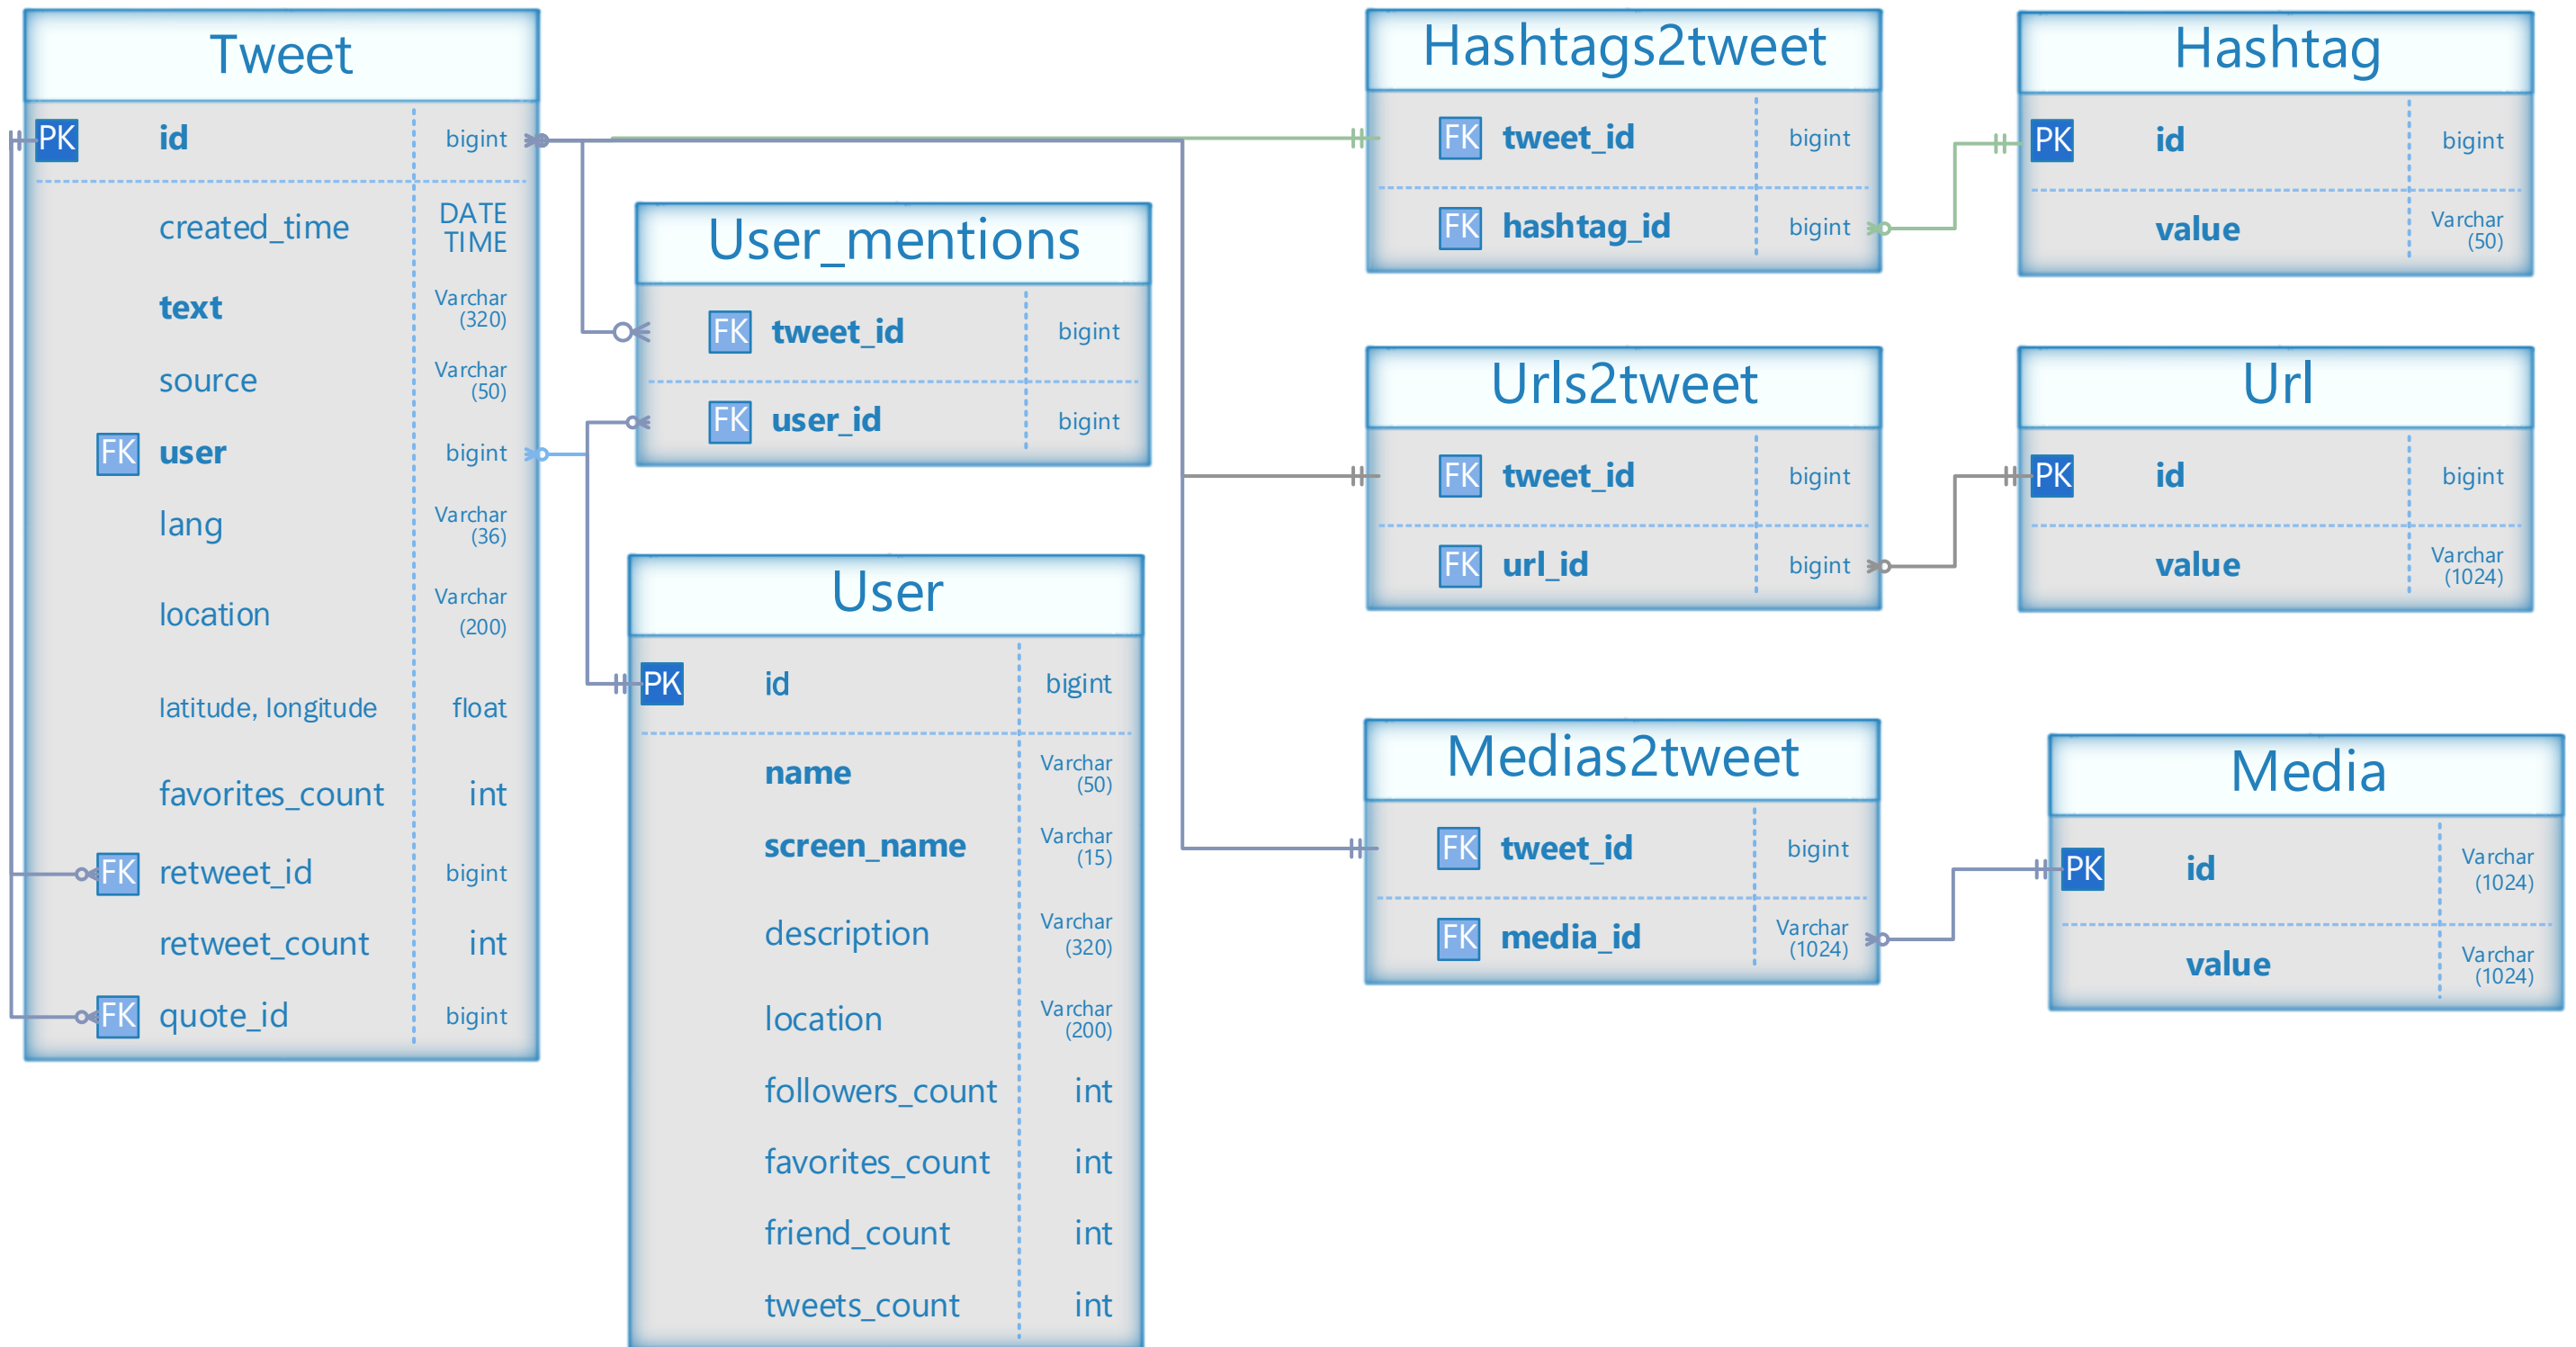 Tweet
PK id bigint
created_time DATE
TIME
text Varchar
(320)
source Varchar
(50)
FK user bigint
lang Varchar
(36)
location Varchar
(200)
latitude, longitude float
favorites_count int
FK retweet_id bigint
retweet_count int
FK quote_id bigint
User_mentions
FK tweet_id bigint
FK user_id bigint
User
PK id bigint
name Varchar
(50)
screen_name Varchar
(15)
description Varchar
(320)
location Varchar
(200)
followers_count int
favorites_count int
friend_count int
tweets_count int
Hashtags2tweet
FK tweet_id bigint
FK hashtag_id bigint
Hashtag
PK id bigint
value Varchar
(50)
Urls2tweet
FK tweet_id bigint
FK url_id bigint
Url
PK id bigint
value Varchar
(1024)
Medias2tweet
FK tweet_id bigint
FK media_id Varchar
(1024)
Media
PK id Varchar
(1024)
value Varchar
(1024)